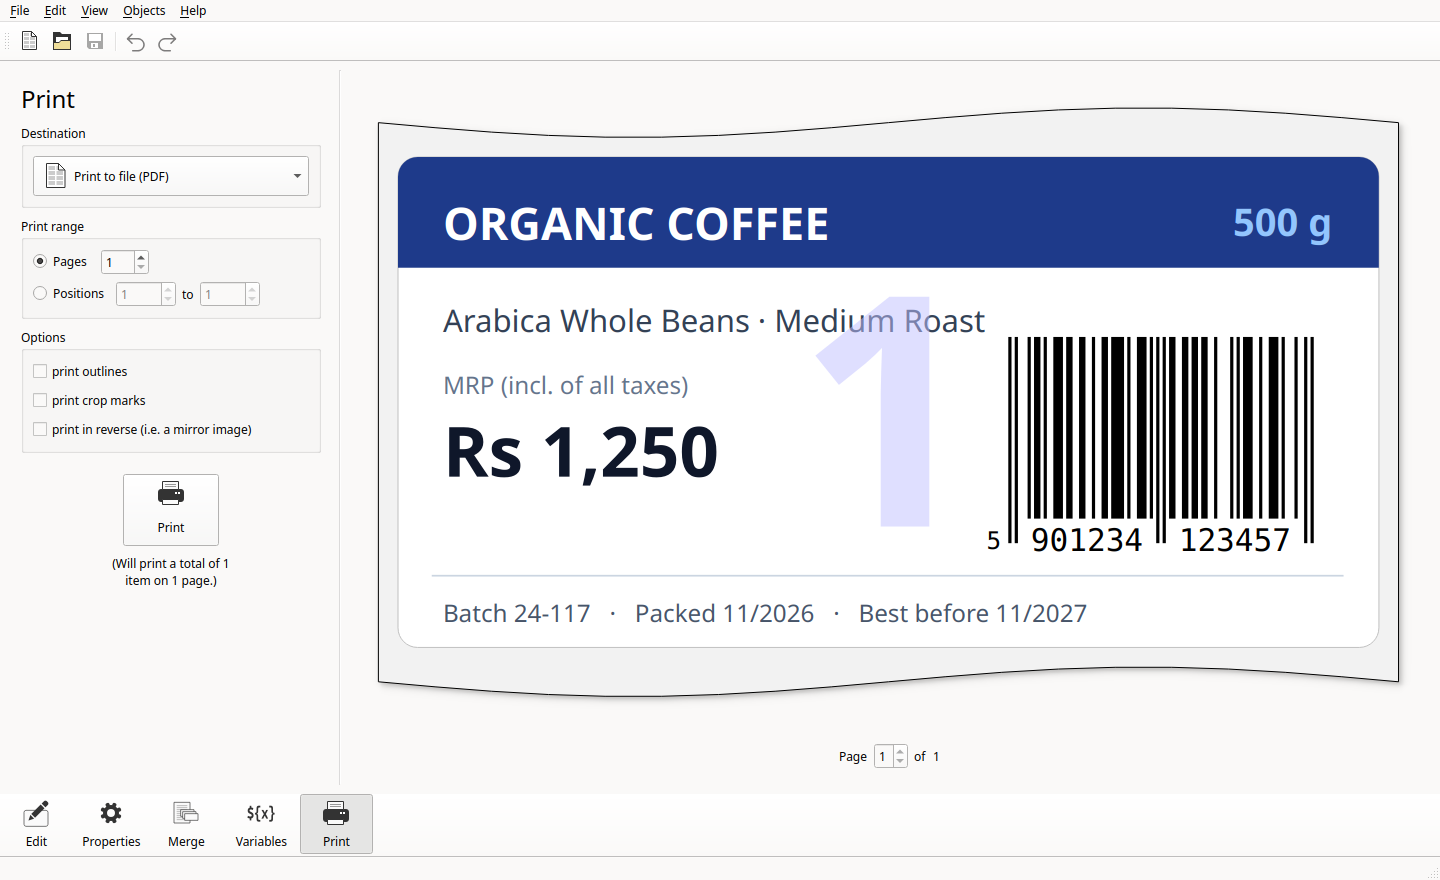 File Edit View Objects Help
Print
Destination
Print to file (PDF)
Print range
Pages 1
Positions 1 to 1
Options
print outlines
print crop marks
print in reverse (i.e. a mirror image)
Print
(Will print a total of 1
item on 1 page.)
ORGANIC COFFEE 500 g
Arabica Whole Beans · Medium Roast
MRP (incl. of all taxes)
Rs 1,250
1
5 901234 123457
Batch 24-117 · Packed 11/2026 · Best before 11/2027
Page 1 of 1
Edit Properties Merge ${x} Variables Print